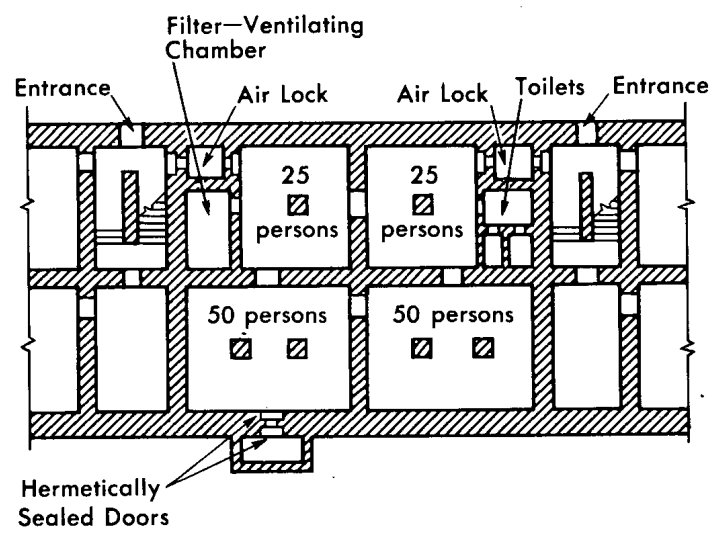 Filter—Ventilating
Chamber
Entrance
Air Lock
Air Lock
Toilets
Entrance
25
persons
25
persons
50 persons
50 persons
Hermetically
Sealed Doors